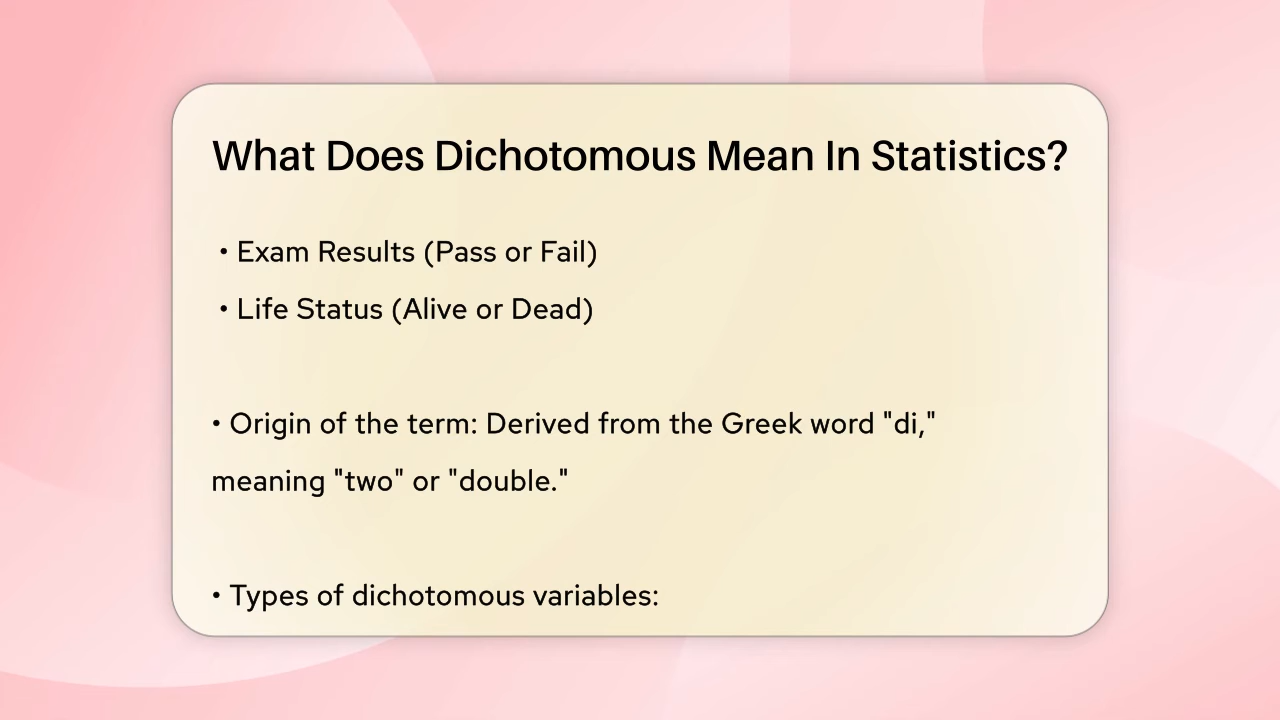 What Does Dichotomous Mean In Statistics?
• Exam Results (Pass or Fail)
• Life Status (Alive or Dead)
• Origin of the term: Derived from the Greek word "di,"
meaning "two" or "double."
• Types of dichotomous variables: